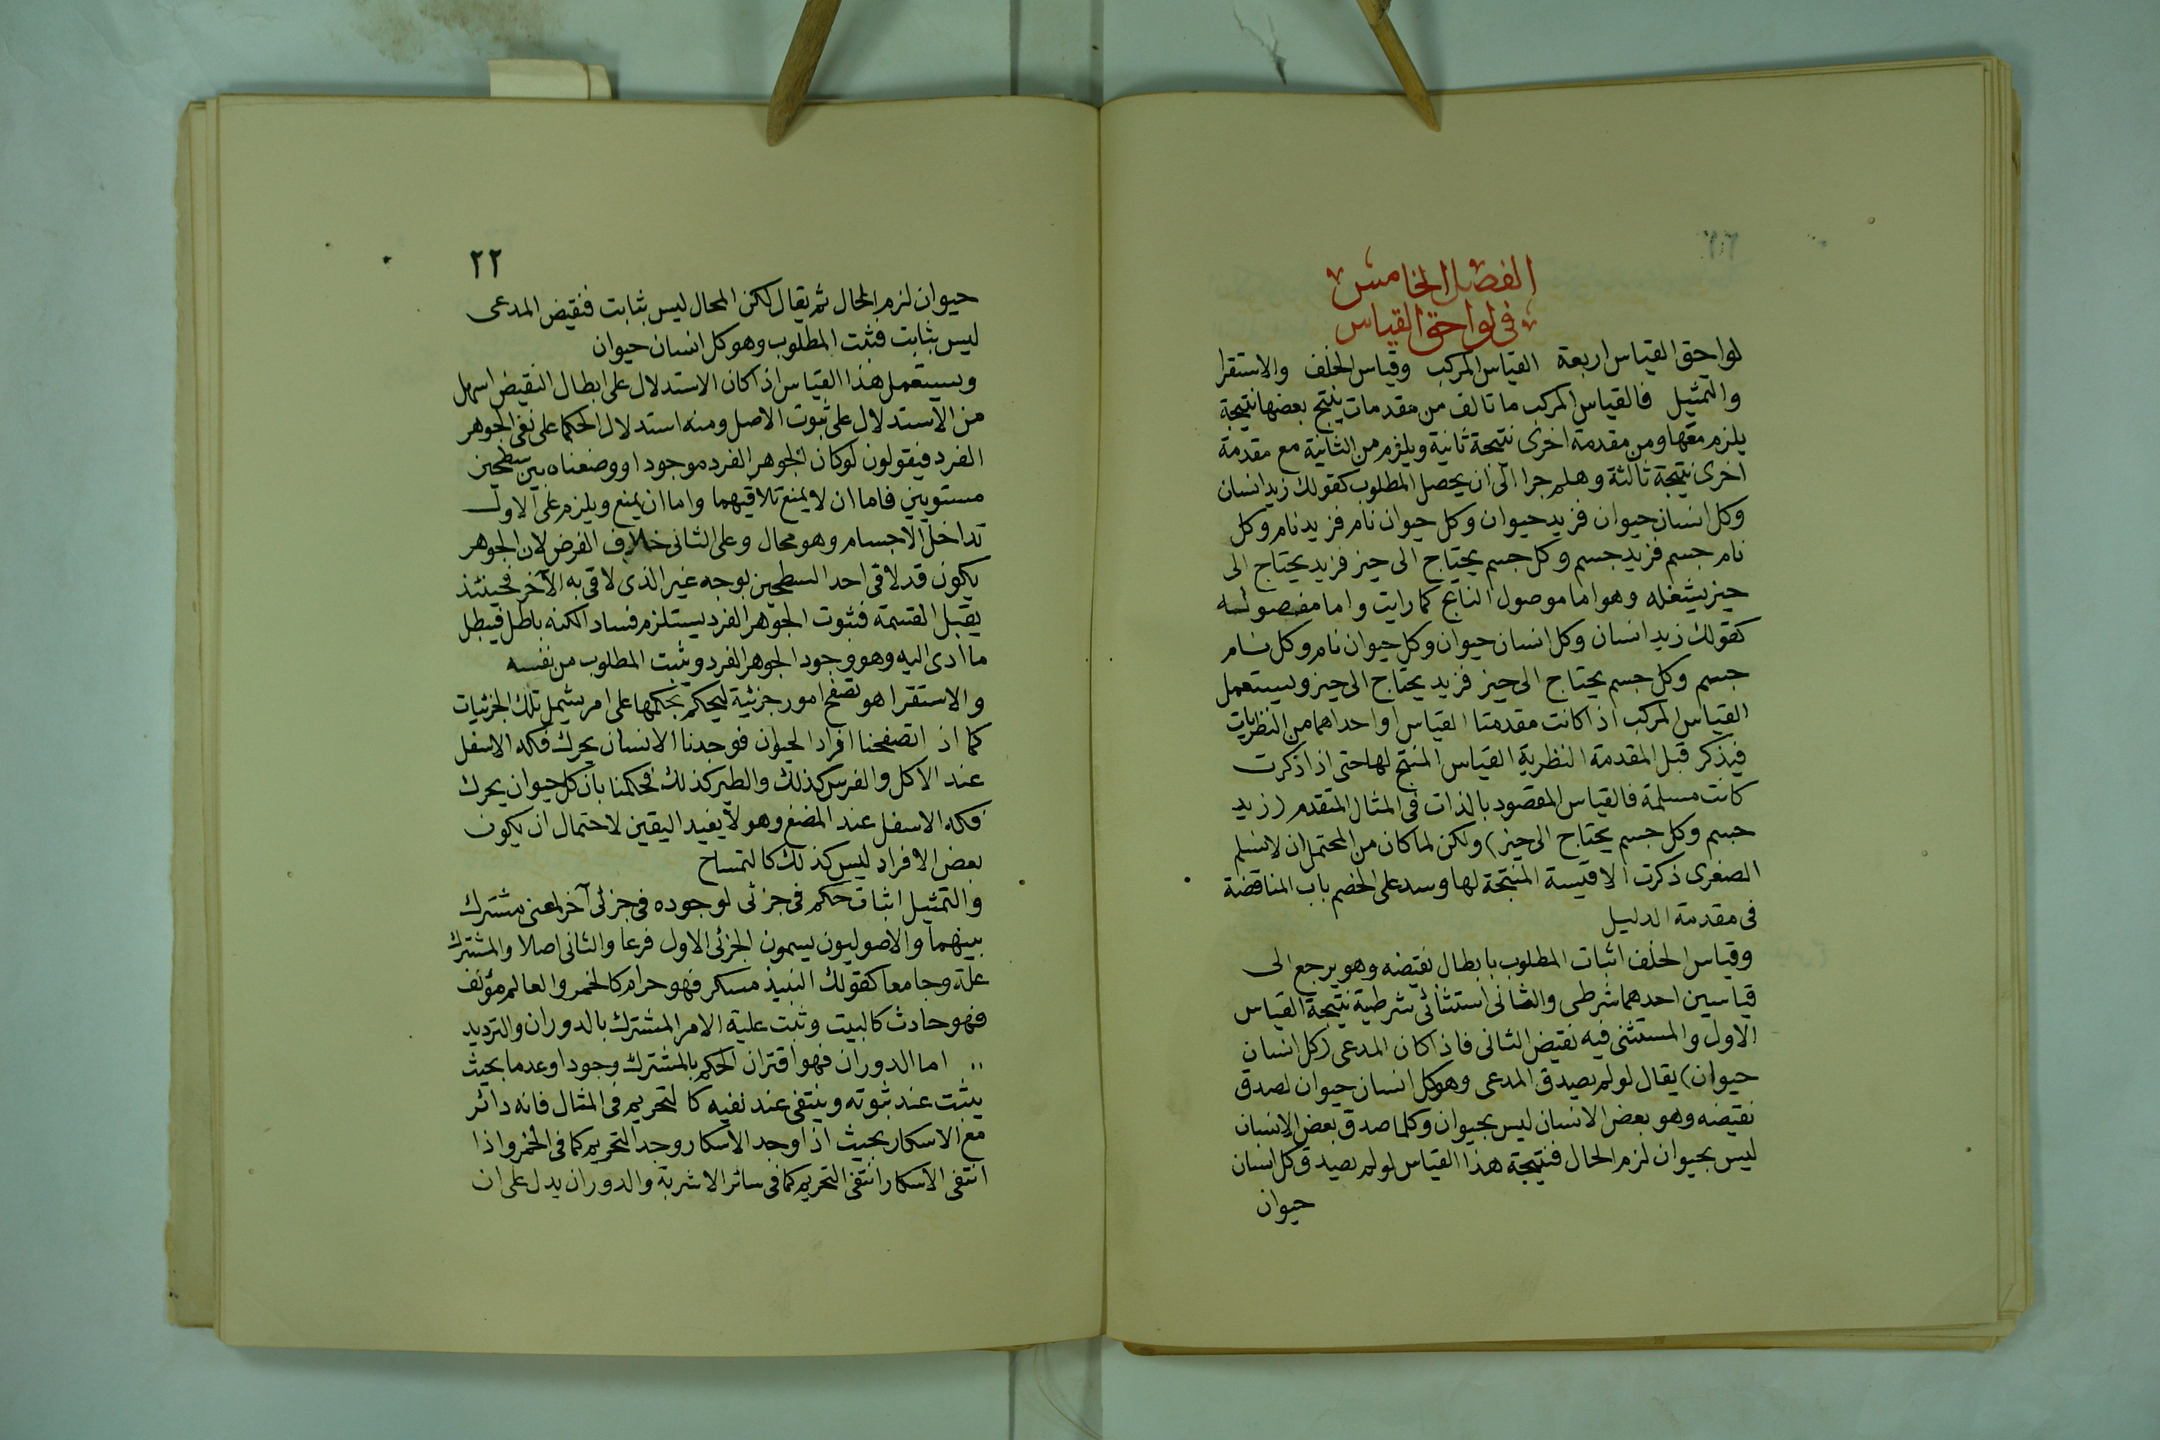 الفصل الخامس
في لواحق القياس
لواحق القياس اربعة القياس المركب وقياس الخلف والاستقرا
والتمثيل فالقياس المركب ما تالف من مقدمات ينتج بعضها نتيجة
يلزم معها ومن مقدمة اخرى نتيجة ثانية ويلزم من الثانية مع مقدمة
اخرى نتيجة ثالثة وهلم جرا الى ان يحصل المطلوب كقولك زيد انسان
وكل انسان حيوان فزيد حيوان وكل حيوان نام فزيد نام وكل
نام جسم فزيد جسم وكل جسم يحتاج الى حيز فزيد يحتاج الى
حيز يشغله وهو اما موصول النتايج كما رايت واما مفصولها
كقولك زيد انسان وكل انسان حيوان وكل حيوان نام وكل نام
جسم وكل جسم يحتاج الى حيز فزيد يحتاج الى حيز ويستعمل
القياس المركب اذا كانت مقدمتا القياس او احداهما من النظريات
فيذكر قبل المقدمة النظرية القياس المنتج لها حتى اذا ذكرت
كانت مسلمة فالقياس المقصود بالذات في المثال المتقدم (زيد
جسم وكل جسم يحتاج الى حيز) ولكن لما كان من المحتمل ان لا نسلم
الصغرى ذكرت الاقيسة المنتجة لها وسد على الخصم باب المناقضة
في مقدمة الدليل
وقياس الخلف اثبات المطلوب بابطال نقيضه وهو يرجع الى
قياسين احدهما شرطي والثاني استثنائي شرطية نتيجة القياس
الاول والمستثنى فيه نقيض الثاني فاذا كان المدعى (كل انسان
حيوان) يقال لو لم يصدق المدعى وهو كل انسان حيوان لصدق
نقيضه وهو بعض الانسان ليس بحيوان وكلما صدق بعض الانسان
ليس بحيوان لزم المحال فنتيجة هذا القياس لو لم يصدق كل انسان
حيوان
٢٢
حيوان لزم المحال ثم يقال لكن المحال ليس بثابت فنقيض المدعى
ليس بثابت فثبت المطلوب وهو كل انسان حيوان
ويستعمل هذا القياس اذا كان الاستدلال على ابطال النقيض اسهل
من الاستدلال على ثبوت الاصل ومنه استدلال الحكما على نفي الجوهر
الفرد فيقولون لو كان الجوهر الفرد موجودا ووضعناه بين سطحين
مستويين فاما ان لا يمنع تلاقيهما واما ان يمنع ويلزم على الاول
تداخل الاجسام وهو محال وعلى الثاني خلاف الفرض لان الجوهر
يكون قد لاقى احد السطحين بوجه غير الذي لاقى به الآخر فحينئذ
يقبل القسمة فثبوت الجوهر الفرد يستلزم فسادا لكنه باطل فيبطل
ما ادى اليه وهو وجود الجوهر الفرد ويثبت المطلوب من نفسه
والاستقرا هو تصفح امور جزئية ليحكم بحكمها على امر يشمل تلك الجزئيات
كما اذ اتصفحنا افراد الحيوان فوجدنا الانسان يحرك فكه الاسفل
عند الاكل والفرس كذلك والطير كذلك فحكمنا بان كل حيوان يحرك
فكه الاسفل عند المضغ وهو لا يفيد اليقين لاحتمال ان يكون
بعض الافراد ليس كذلك كالتمساح
والتمثيل اثبات حكم في جزئي لوجوده في جزئي آخر لمعنى مشترك
بينهما والاصوليون يسمون الجزئي الاول فرعا والثاني اصلا والمشترك
علة وجامعا كقولك النبيذ مسكر فهو حرام كالخمر والعالم مؤلف
فهو حادث كالبيت وثبت علية الامر المشترك بالدوران والترديد
اما الدوران فهو اقتران الحكم بالمشترك وجودا وعدما بحيث
يثبت عند ثبوته وينتفي عند نفيه كالتحريم في المثال فانه دائر
مع الاسكار بحيث اذا وجد الاسكار وجد التحريم كما في الخمر واذا
انتفى الاسكار انتفى التحريم كما في سائر الاشربة والدوران يدل على ان